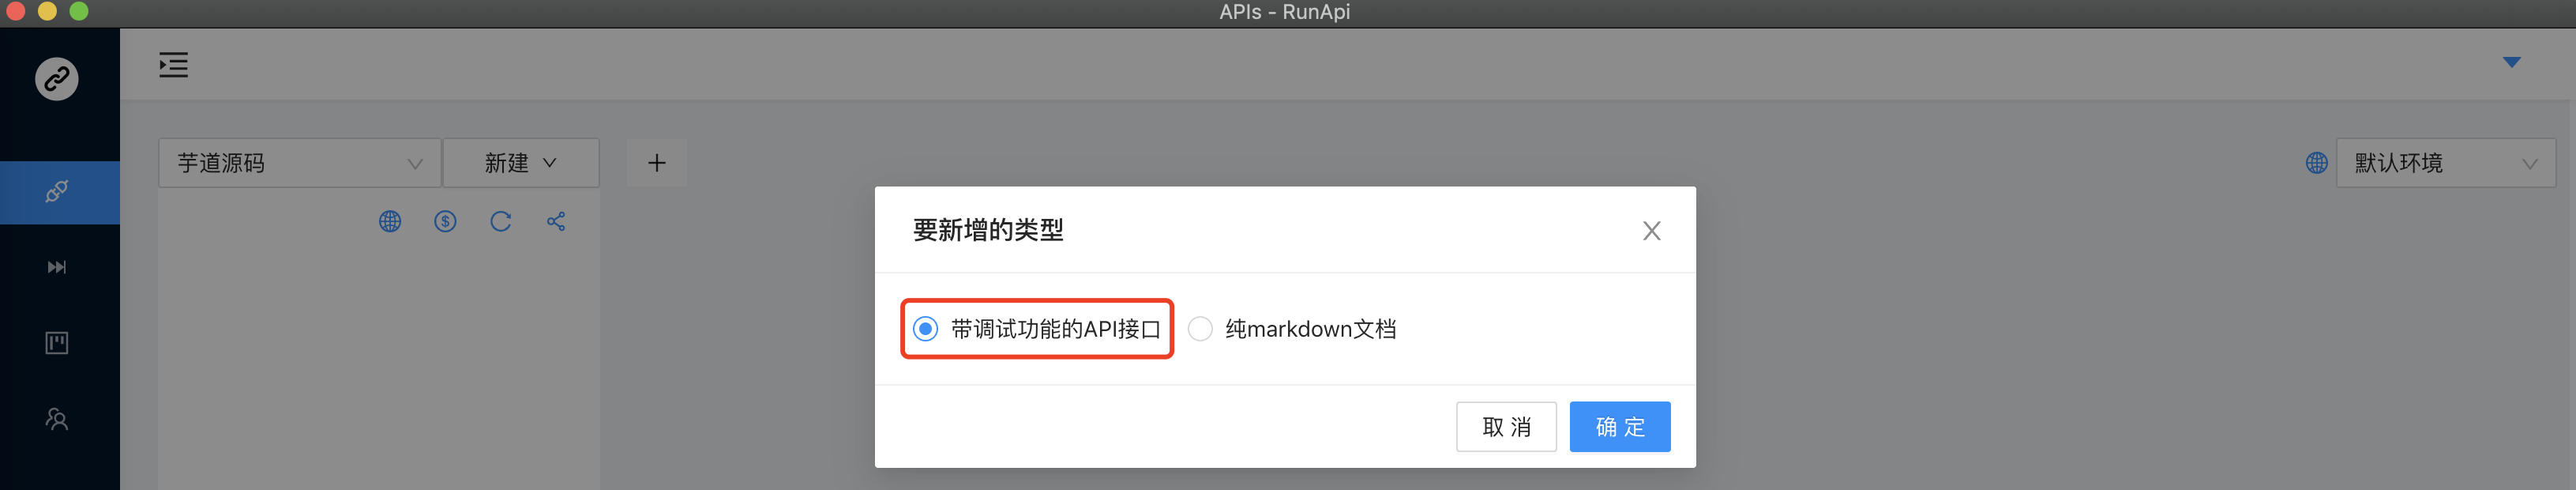 APIs - RunApi
芋道源码
新建
默认环境
要新增的类型
带调试功能的API接口
纯markdown文档
取 消
确 定